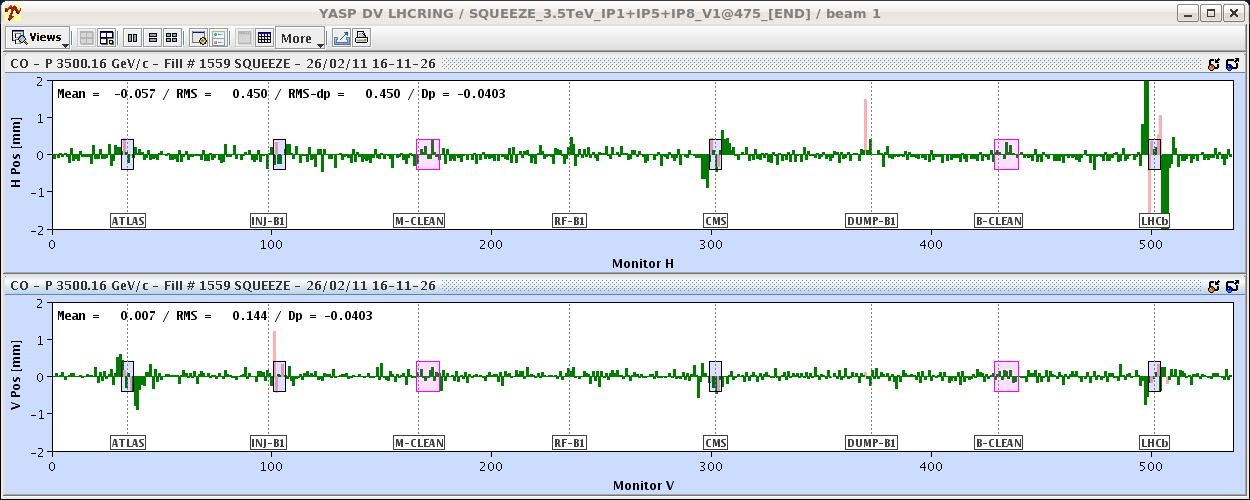 YASP DV LHCRING / SQUEEZE_3.5TeV_IP1+IP5+IP8_V1@475_[END] / beam 1
Views More
CO - P 3500.16 GeV/c - Fill # 1559 SQUEEZE - 26/02/11 16-11-26
Mean = -0.057 / RMS = 0.450 / RMS-dp = 0.450 / Dp = -0.0403
H Pos [mm]
2
1
0
-1
-2
ATLAS INJ-B1 M-CLEAN RF-B1 CMS DUMP-B1 B-CLEAN LHCb
0 100 200 300 400 500
Monitor H
CO - P 3500.16 GeV/c - Fill # 1559 SQUEEZE - 26/02/11 16-11-26
Mean = 0.007 / RMS = 0.144 / Dp = -0.0403
V Pos [mm]
2
1
0
-1
-2
ATLAS INJ-B1 M-CLEAN RF-B1 CMS DUMP-B1 B-CLEAN LHCb
0 100 200 300 400 500
Monitor V